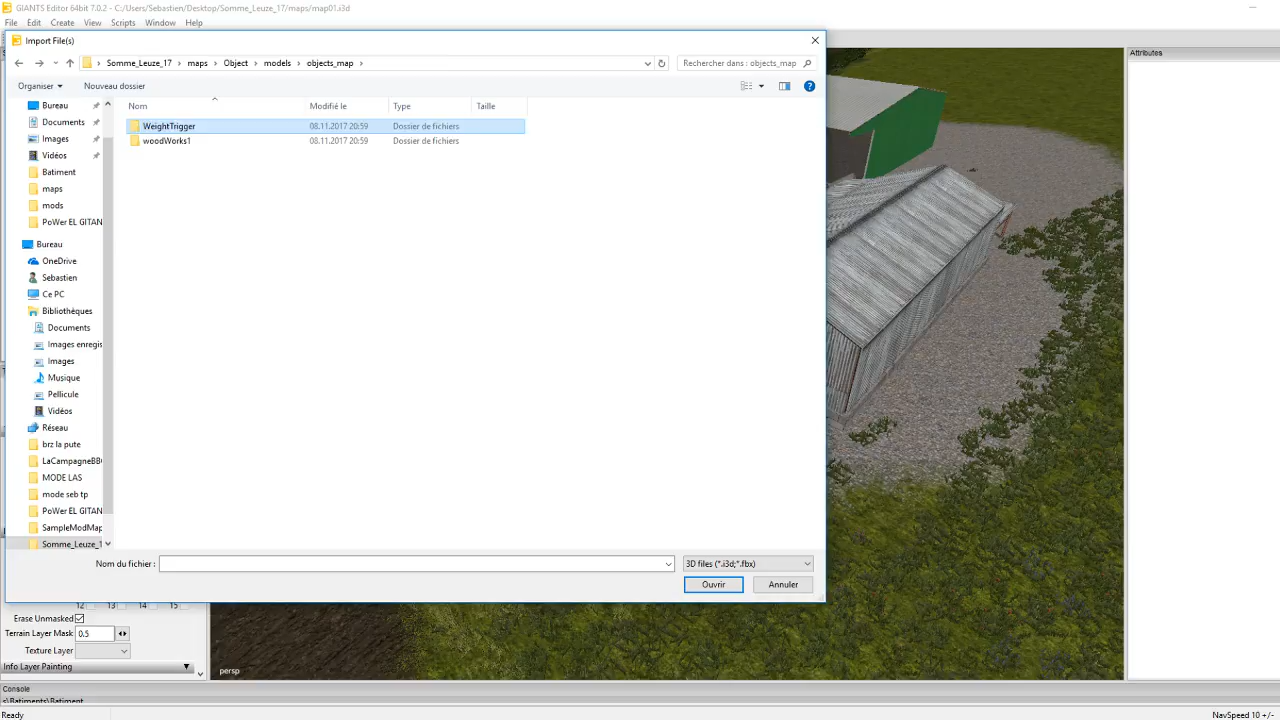 GIANTS Editor 64bit 7.0.2 - C:/Users/Sebastien/Desktop/Somme_Leuze_17/maps/map01.i3d
File Edit Create View Scripts Window Help
Import File(s)
Somme_Leuze_17 > maps > Object > models > objects_map >
Rechercher dans : objects_map
Attributes
Organiser Nouveau dossier
Nom Modifié le Type Taille
Bureau
Documents
Images
Vidéos
Batiment
maps
mods
PoWer EL GITAN
Bureau
OneDrive
Sebastien
Ce PC
Bibliothèques
Documents
Images enregis
Images
Musique
Pellicule
Vidéos
Réseau
brz la pute
LaCampagneBB
MODE LAS
mode seb tp
PoWer EL GITAN
SampleModMap
Somme_Leuze_1
WeightTrigger 08.11.2017 20:59 Dossier de fichiers
woodWorks1 08.11.2017 20:59 Dossier de fichiers
Nom du fichier :
3D files (*.i3d;*.fbx)
Ouvrir Annuler
12 13 14 15
Erase Unmasked
Terrain Layer Mask 0.5
Texture Layer
Info Layer Painting
persp
Console
s\Batiments\Batiment
Ready
NavSpeed 10 +/-